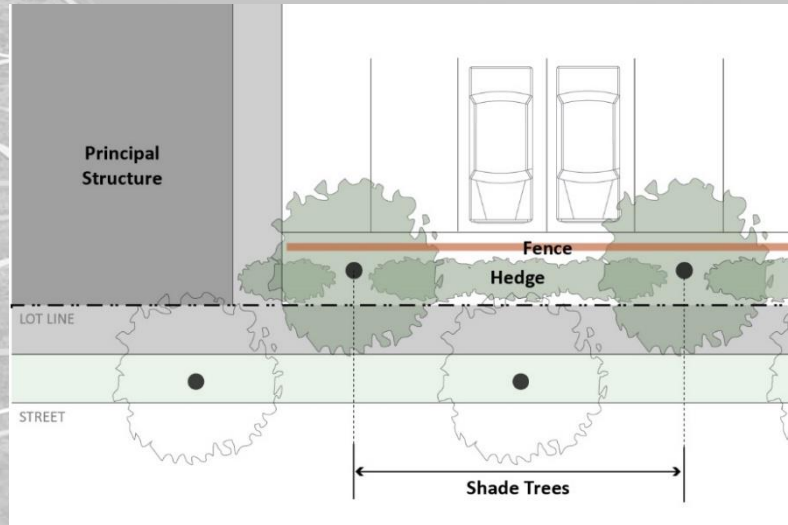 Principal
Structure
Fence
Hedge
LOT LINE
STREET
Shade Trees